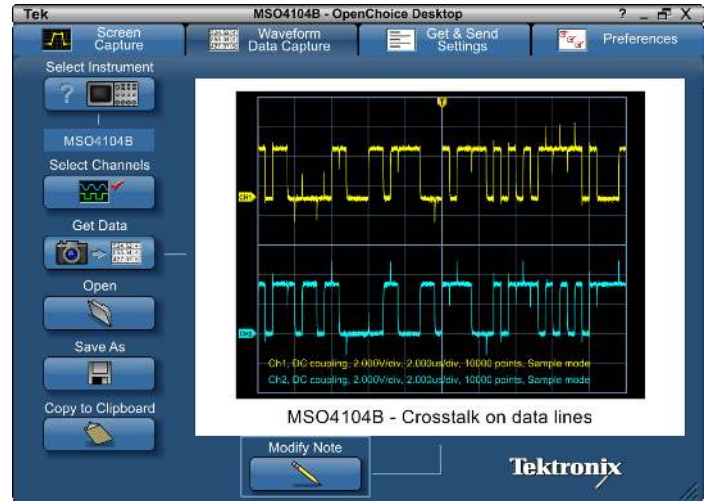 Tek
MSO4104B - OpenChoice Desktop
? _ X
Screen
Capture
Waveform
Data Capture
Get & Send
Settings
Preferences
Select Instrument
?
MSO4104B
Select Channels
Get Data
Open
Save As
Copy to Clipboard
T
CH1
CH2
Ch1, DC coupling, 2.000V/div, 2.000us/div, 10000 points, Sample mode
Ch2, DC coupling, 2.000V/div, 2.000us/div, 10000 points, Sample mode
MSO4104B - Crosstalk on data lines
Modify Note
Tektronix